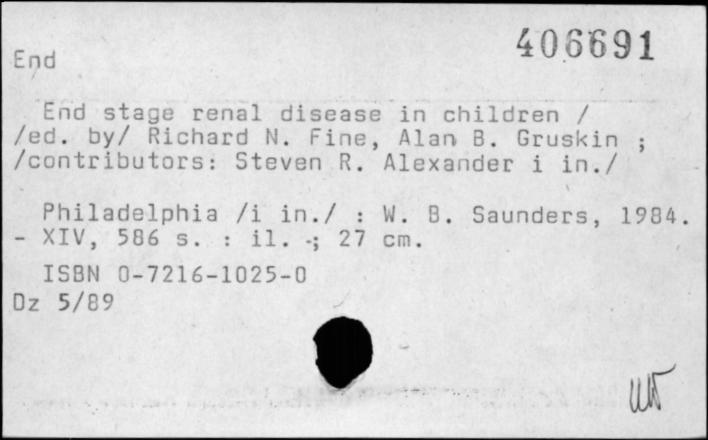 406691
End
End stage renal disease in children /
/ed. by/ Richard N. Fine, Alan B. Gruskin ;
/contributors: Steven R. Alexander i in./
Philadelphia /i in./ : W. B. Saunders, 1984.
- XIV, 586 s. : il. -; 27 cm.
ISBN 0-7216-1025-0
Dz 5/89